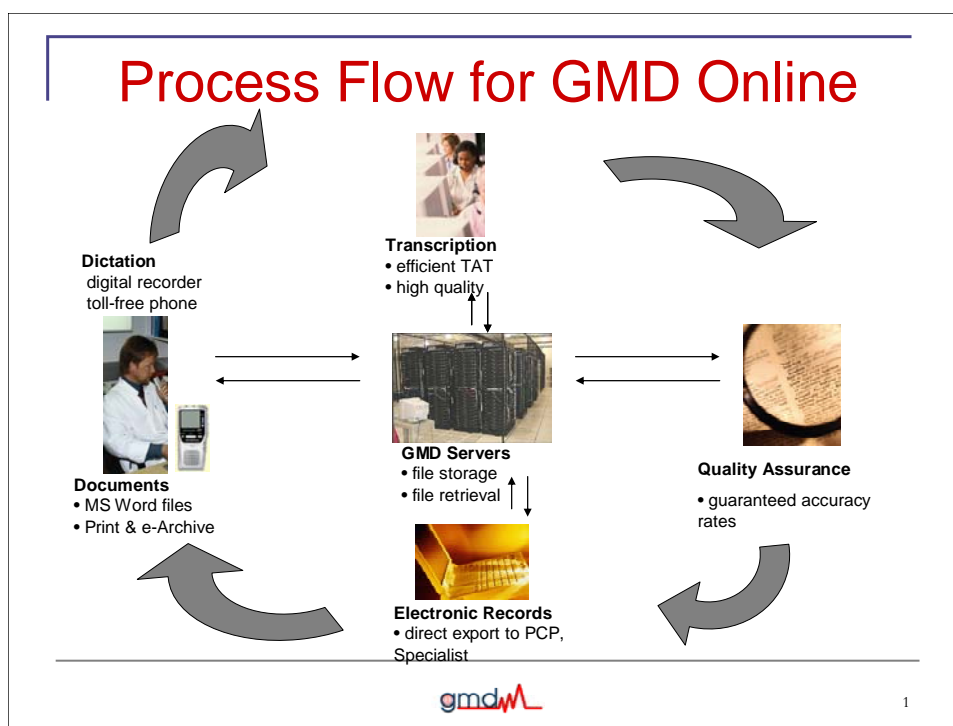 Process Flow for GMD Online
Transcription
• efficient TAT
• high quality
Dictation
digital recorder
toll-free phone
GMD Servers
• file storage
• file retrieval
Quality Assurance
• guaranteed accuracy
rates
Documents
• MS Word files
• Print & e-Archive
Electronic Records
• direct export to PCP,
Specialist
gmd
1